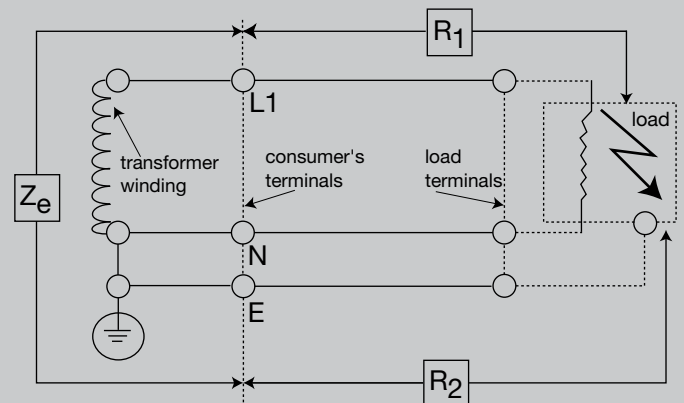 R1
L1
load
transformer
winding
consumer's
terminals
load
terminals
Ze
N
E
R2